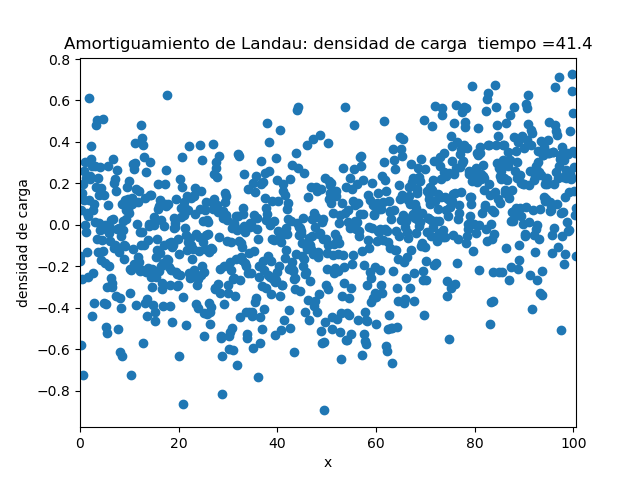 Amortiguamiento de Landau: densidad de carga  tiempo =41.4
densidad de carga
0.8
0.6
0.4
0.2
0.0
−0.2
−0.4
−0.6
−0.8
0 20 40 60 80 100
x